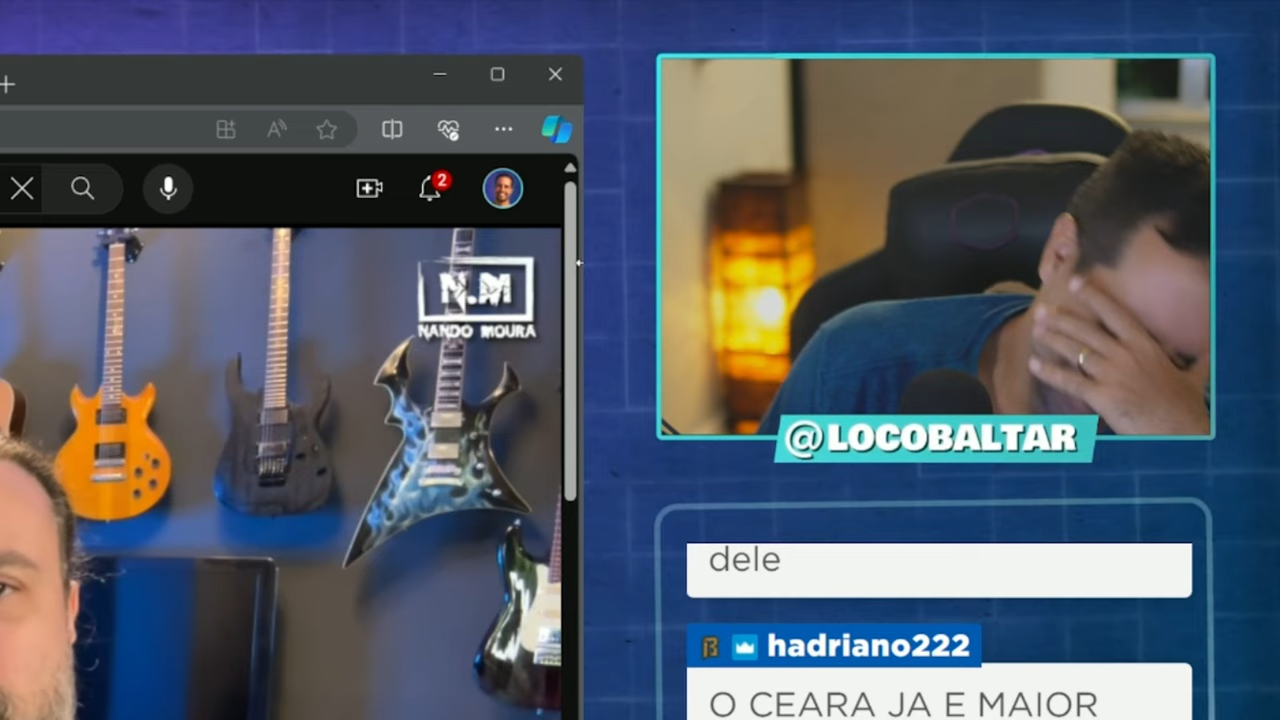 2
N.M
NANDO MOURA
@LOCOBALTAR
dele
hadriano222
O CEARA JA E MAIOR